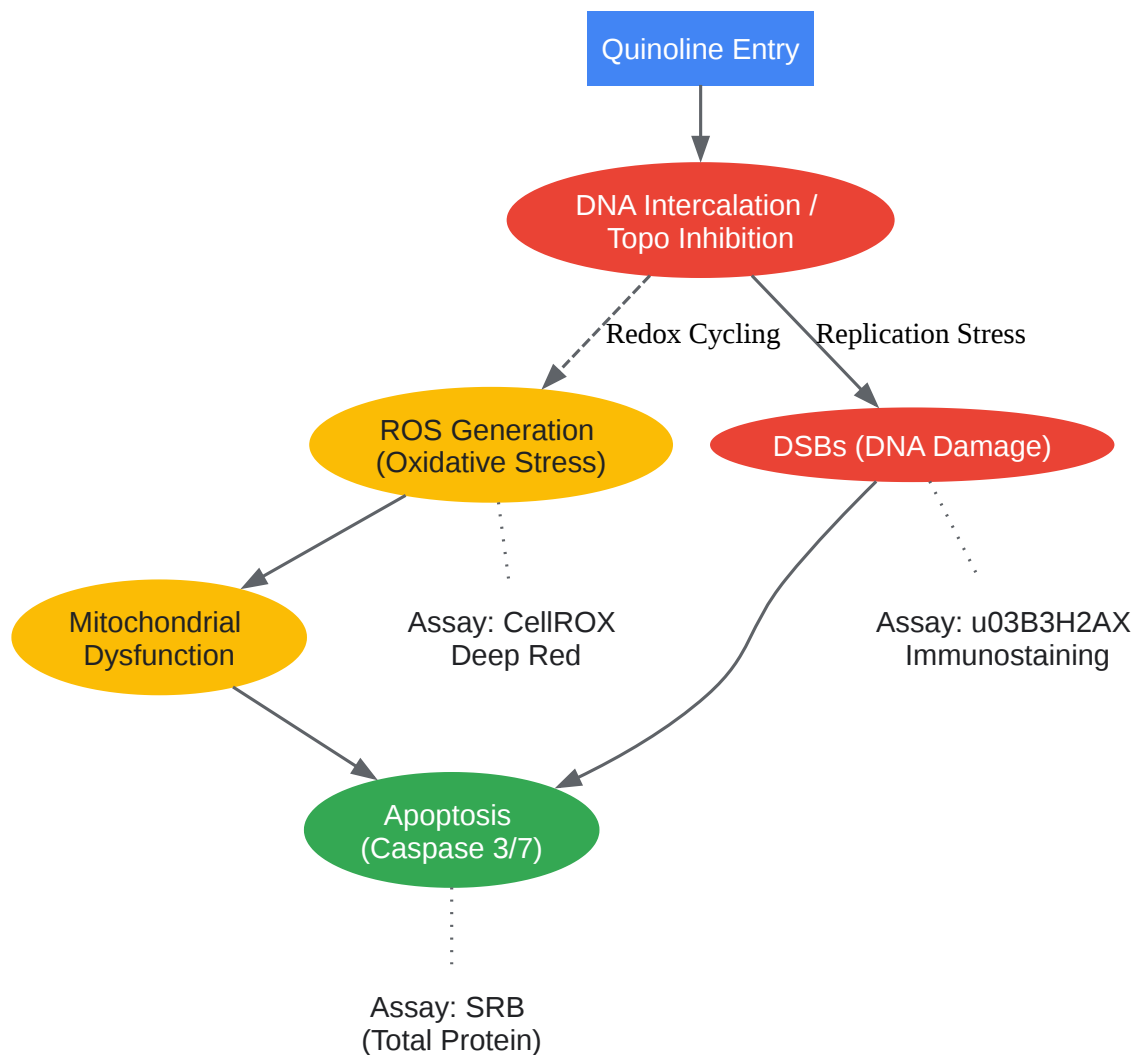 Quinoline Entry
DNA Intercalation /
Topo Inhibition
Redox Cycling
Replication Stress
ROS Generation
(Oxidative Stress)
DSBs (DNA Damage)
Mitochondrial
Dysfunction
Assay: CellROX
Deep Red
Assay: u03B3H2AX
Immunostaining
Apoptosis
(Caspase 3/7)
Assay: SRB
(Total Protein)